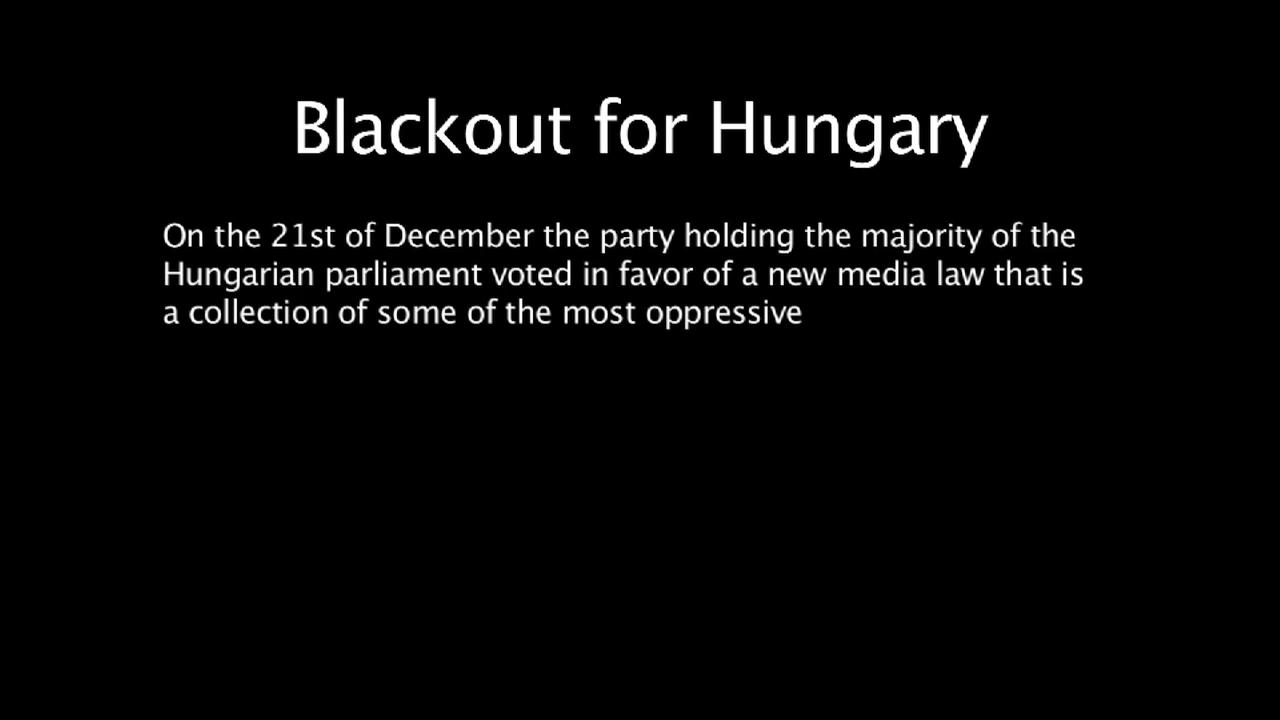 Blackout for Hungary
On the 21st of December the party holding the majority of the
Hungarian parliament voted in favor of a new media law that is
a collection of some of the most oppressive